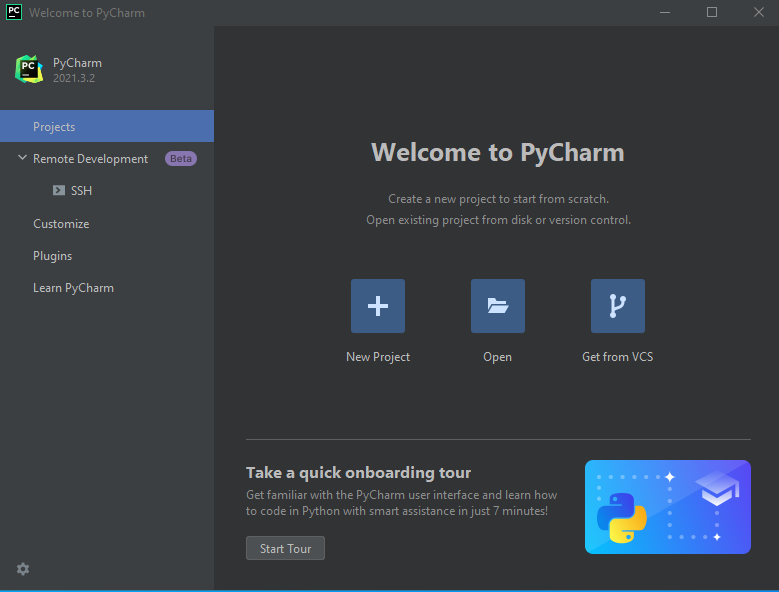 PC Welcome to PyCharm
PC PyCharm
2021.3.2
Projects
Remote Development Beta
SSH
Customize
Plugins
Learn PyCharm
Welcome to PyCharm
Create a new project to start from scratch.
Open existing project from disk or version control.
New Project Open Get from VCS
Take a quick onboarding tour
Get familiar with the PyCharm user interface and learn how
to code in Python with smart assistance in just 7 minutes!
Start Tour